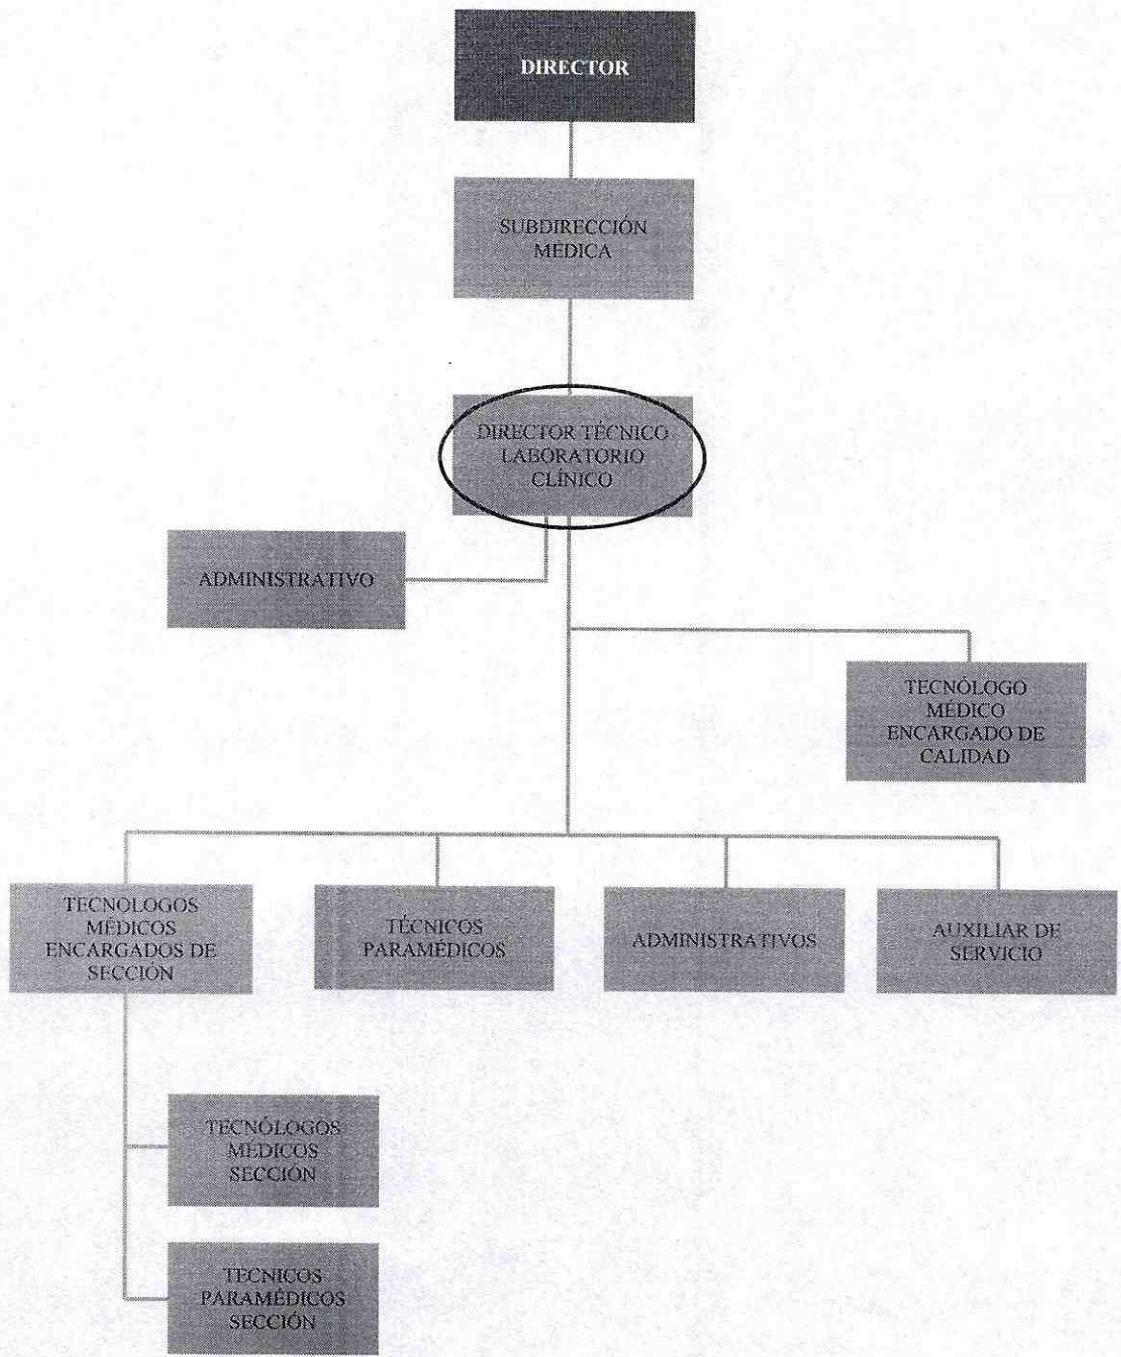 DIRECTOR
SUBDIRECCIÓN
MÉDICA
DIRECTOR TÉCNICO
LABORATORIO
CLÍNICO
ADMINISTRATIVO
TECNÓLOGO
MÉDICO
ENCARGADO DE
CALIDAD
TECNOLOGOS
MÉDICOS
ENCARGADOS DE
SECCIÓN
TÉCNICOS
PARAMÉDICOS
ADMINISTRATIVOS
AUXILIAR DE
SERVICIO
TECNÓLOGOS
MÉDICOS
SECCIÓN
TECNICOS
PARAMÉDICOS
SECCIÓN